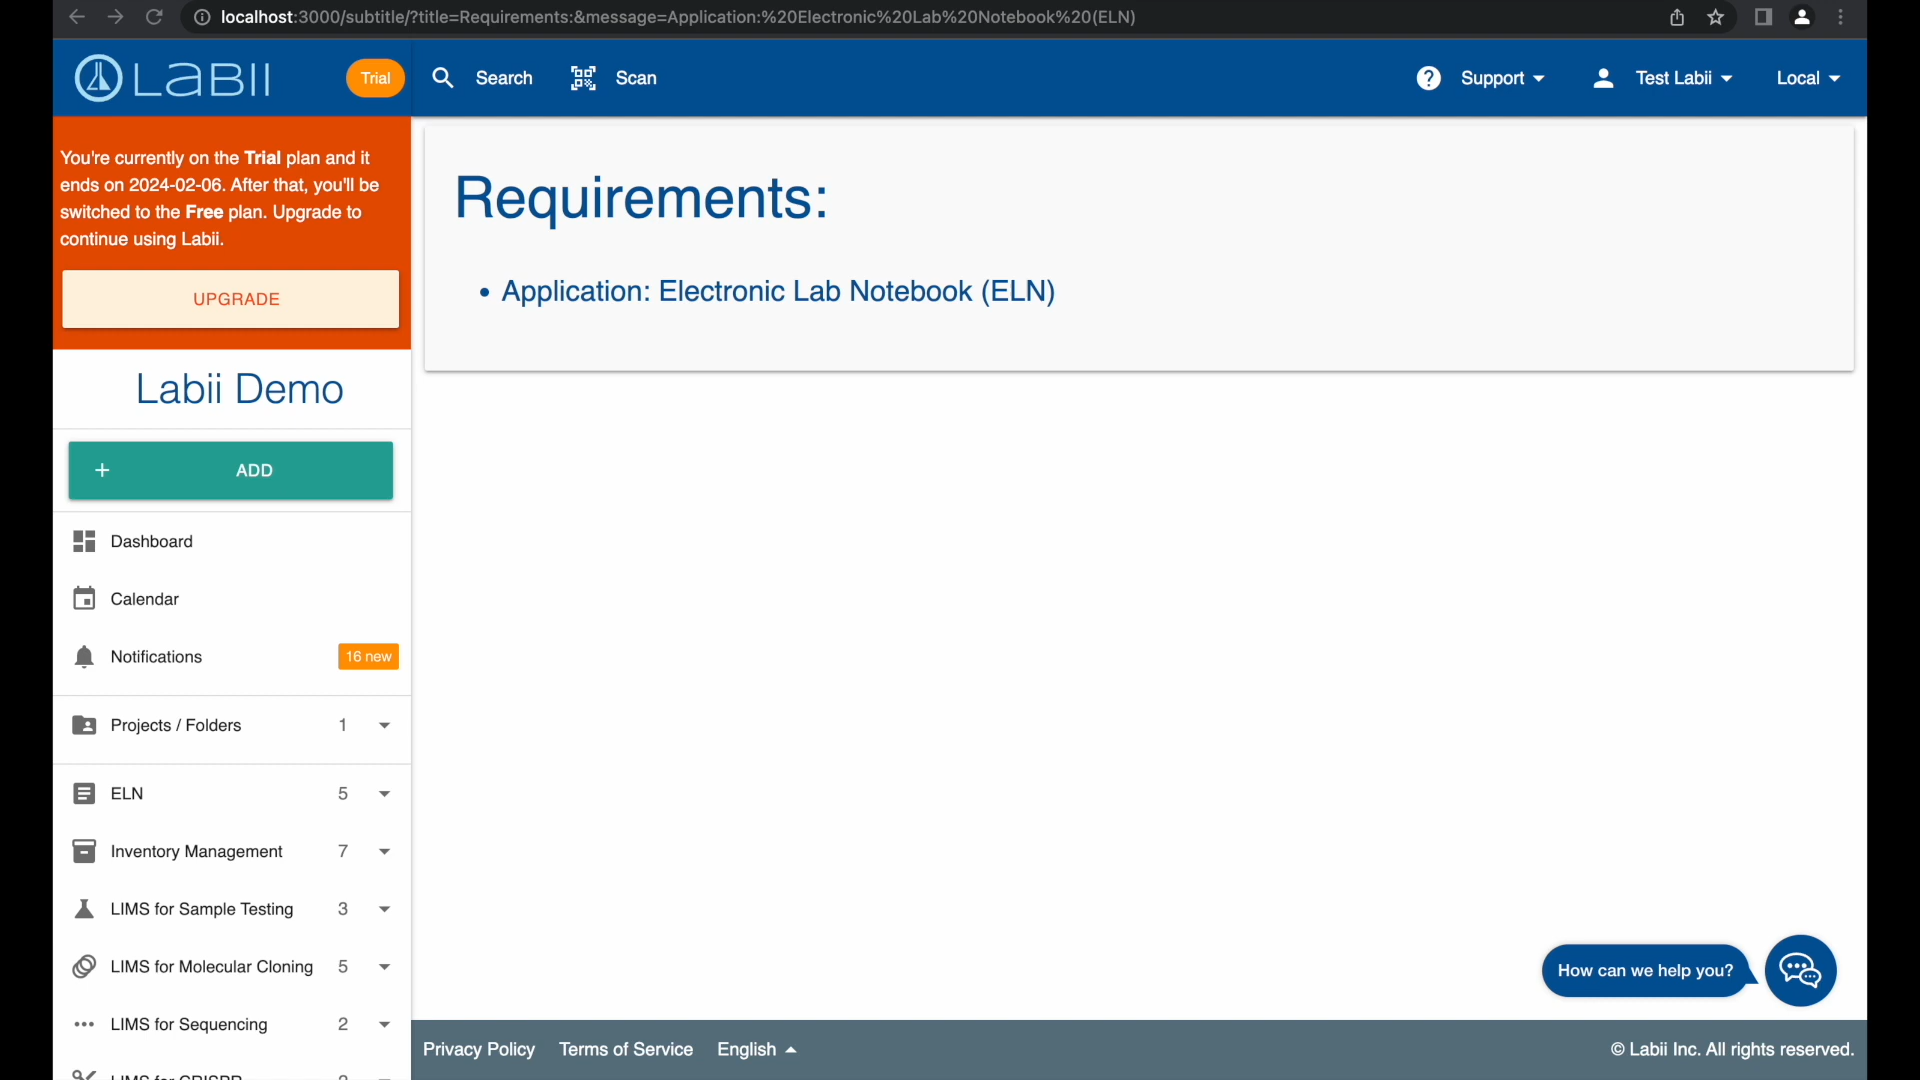 localhost:3000/subtitle/?title=Requirements:&message=Application:%20Electronic%20Lab%20Notebook%20(ELN)
LABII
Trial
Search
Scan
Support
Test Labii
Local
You're currently on the Trial plan and it
ends on 2024-02-06. After that, you'll be
switched to the Free plan. Upgrade to
continue using Labii.
UPGRADE
Requirements:
• Application: Electronic Lab Notebook (ELN)
Labii Demo
+ ADD
Dashboard
Calendar
Notifications 16 new
Projects / Folders 1
ELN 5
Inventory Management 7
LIMS for Sample Testing 3
LIMS for Molecular Cloning 5
LIMS for Sequencing 2
LIMS for CRISPR
How can we help you?
Privacy Policy Terms of Service English
© Labii Inc. All rights reserved.